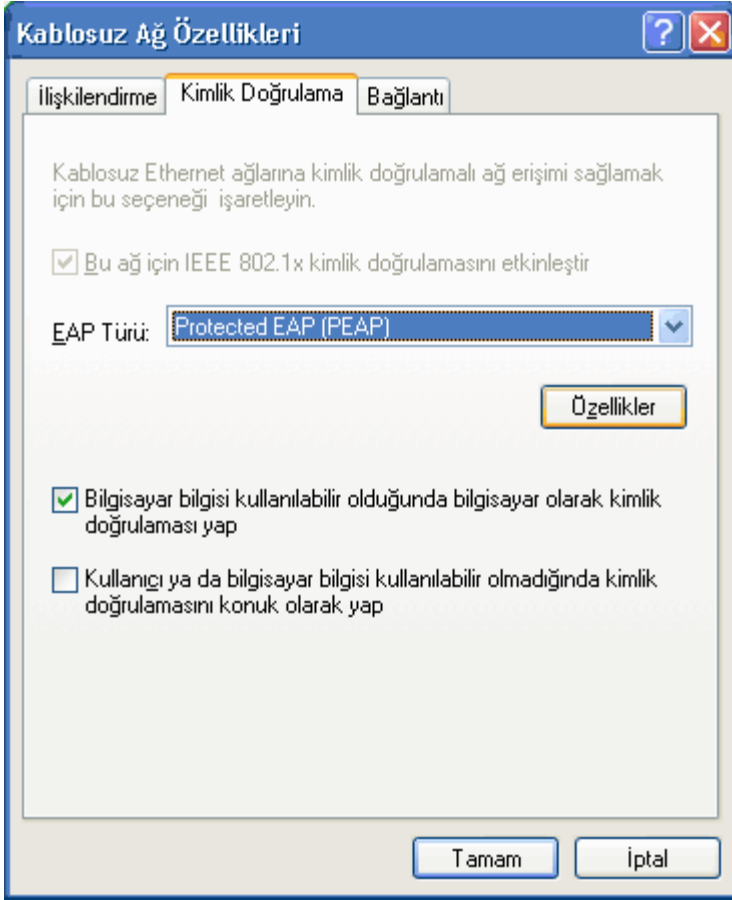 Kablosuz Ağ Özellikleri
İlişkilendirme Kimlik Doğrulama Bağlantı
Kablosuz Ethernet ağlarına kimlik doğrulamalı ağ erişimi sağlamak
için bu seçeneği işaretleyin.
Bu ağ için IEEE 802.1x kimlik doğrulamasını etkinleştir
EAP Türü: Protected EAP (PEAP)
Özellikler
Bilgisayar bilgisi kullanılabilir olduğunda bilgisayar olarak kimlik
doğrulaması yap
Kullanıcı ya da bilgisayar bilgisi kullanılabilir olmadığında kimlik
doğrulamasını konuk olarak yap
Tamam İptal